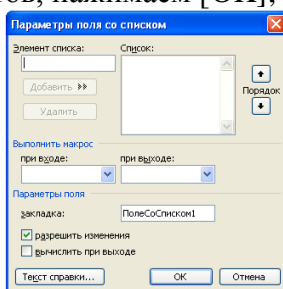 тов, нажимаем [ОК],
Параметры поля со списком
Элемент списка: Список:
Добавить
Порядок
Удалить
Выполнить макрос
при входе: при выходе:
Параметры поля
закладка: ПолеСоСписком1
разрешить изменения
вычислить при выходе
Текст справки... ОК Отмена